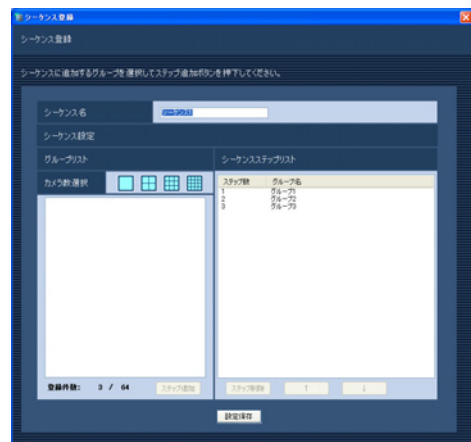 シーケンス登録
シーケンス登録
シーケンスに追加するグループを選択してステップ追加ボタンを押下してください。
シーケンス名 シーケンス1
シーケンス設定
グループリスト シーケンスステップリスト
カメラ数選択
ステップ数 グループ名
1 グループ1
2 グループ2
3 グループ3
登録件数: 3 / 64 ステップ追加
ステップ削除 ↑ ↓
設定保存